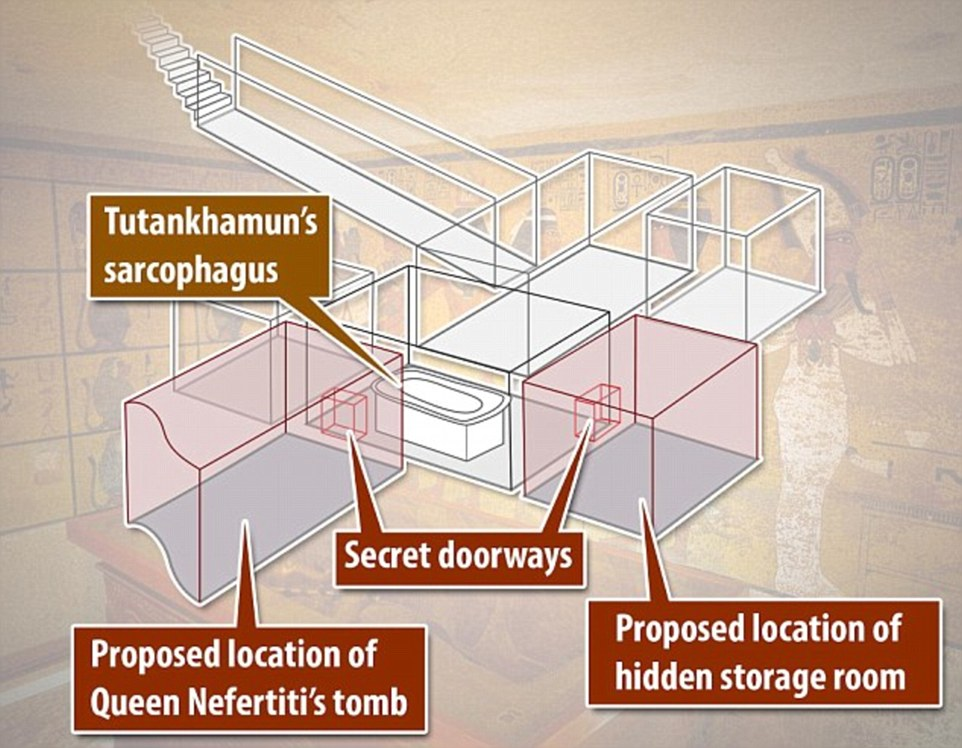 Tutankhamun's
sarcophagus
Secret doorways
Proposed location of
hidden storage room
Proposed location of
Queen Nefertiti's tomb